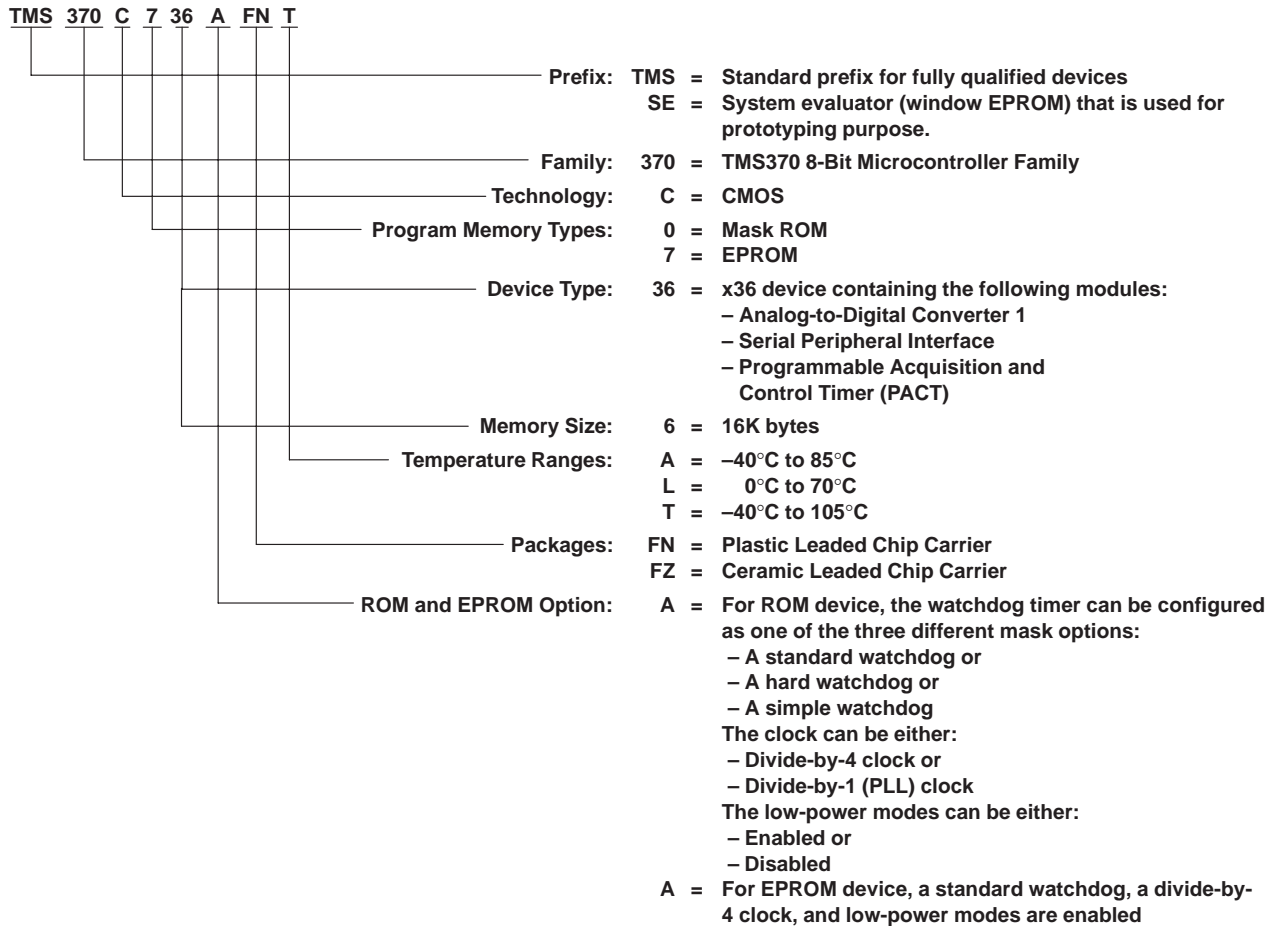 TMS 370 C 7 36 A FN T
Prefix: TMS = Standard prefix for fully qualified devices
SE = System evaluator (window EPROM) that is used for
prototyping purpose.
Family: 370 = TMS370 8-Bit Microcontroller Family
Technology: C = CMOS
Program Memory Types: 0 = Mask ROM
7 = EPROM
Device Type: 36 = x36 device containing the following modules:
– Analog-to-Digital Converter 1
– Serial Peripheral Interface
– Programmable Acquisition and
Control Timer (PACT)
Memory Size: 6 = 16K bytes
Temperature Ranges: A = –40°C to 85°C
L = 0°C to 70°C
T = –40°C to 105°C
Packages: FN = Plastic Leaded Chip Carrier
FZ = Ceramic Leaded Chip Carrier
ROM and EPROM Option: A = For ROM device, the watchdog timer can be configured
as one of the three different mask options:
– A standard watchdog or
– A hard watchdog or
– A simple watchdog
The clock can be either:
– Divide-by-4 clock or
– Divide-by-1 (PLL) clock
The low-power modes can be either:
– Enabled or
– Disabled
A = For EPROM device, a standard watchdog, a divide-by-
4 clock, and low-power modes are enabled